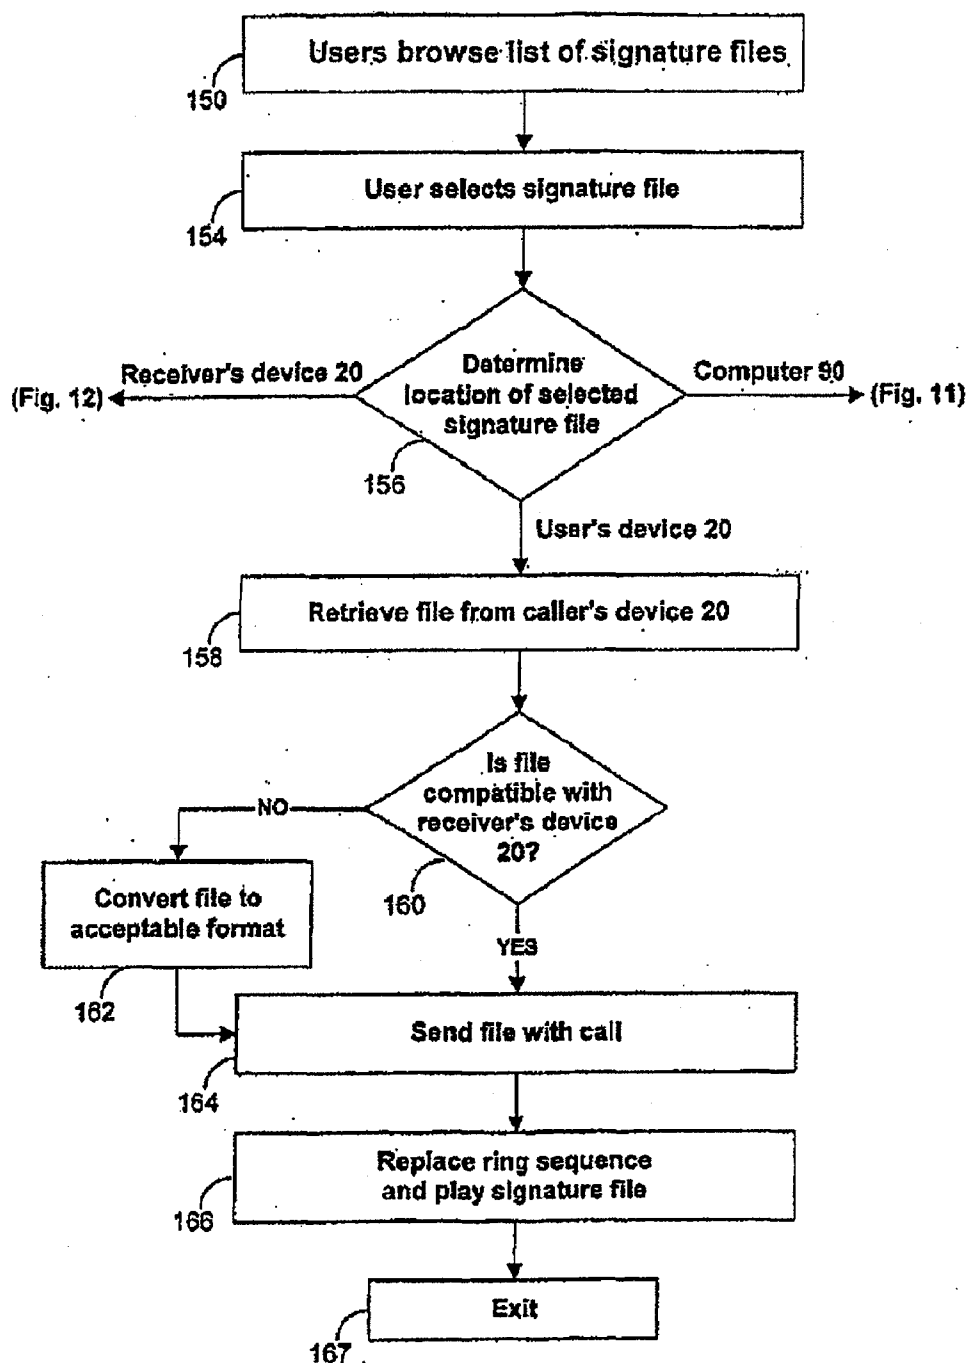 Users browse list of signature files
150
User selects signature file
154
Determine
location of selected
signature file
156
Receiver's device 20
(Fig. 12)
Computer 90
(Fig. 11)
User's device 20
Retrieve file from caller's device 20
158
Is file
compatible with
receiver's device
20?
160
NO
Convert file to
acceptable format
162
YES
Send file with call
164
Replace ring sequence
and play signature file
166
Exit
167